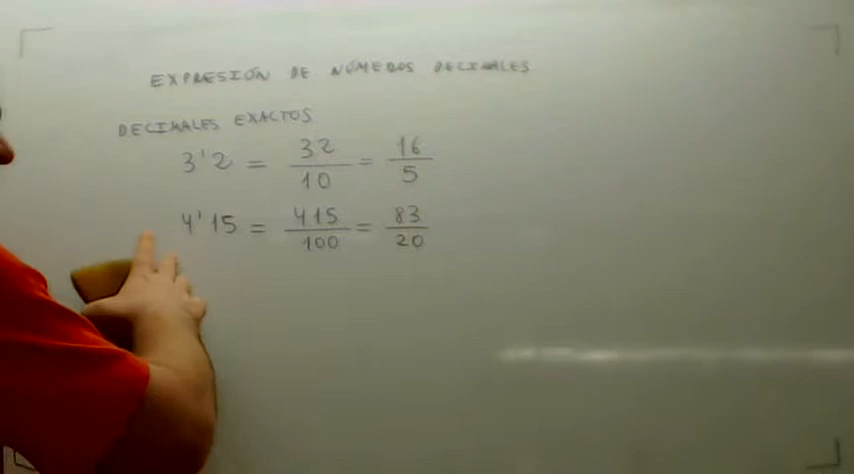 EXPRESIÓN DE NÚMEROS DECIMALES
DECIMALES EXACTOS
3'2 = 32/10 = 16/5
4'15 = 415/100 = 83/20